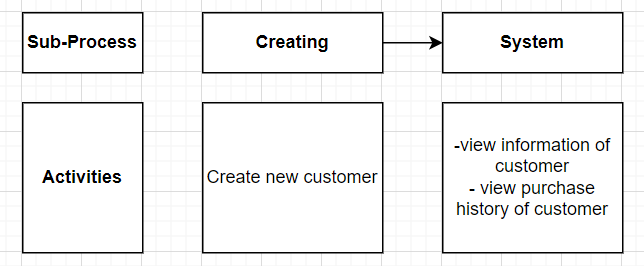 Sub-Process
Creating
System
Activities
Create new customer
-view information of
customer
- view purchase
history of customer